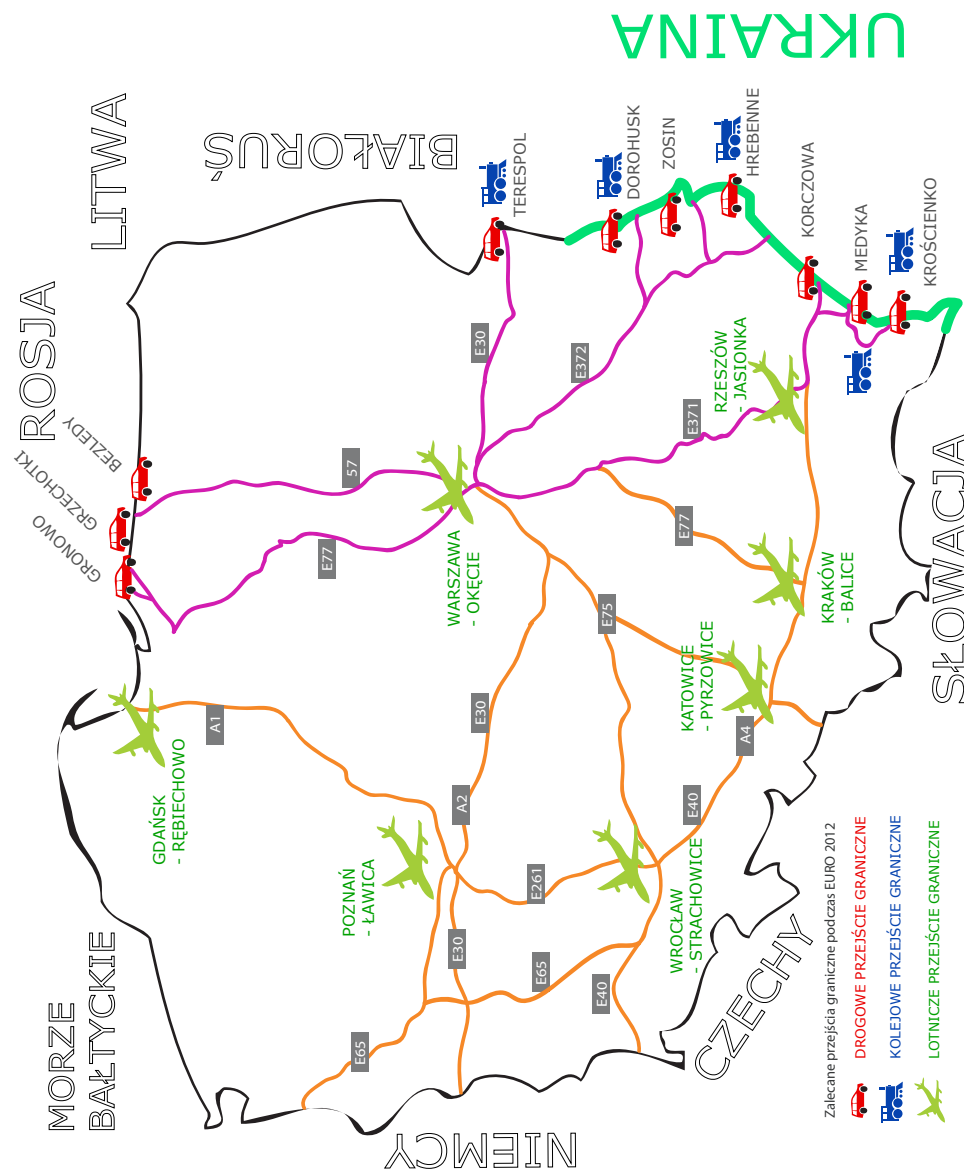 MORZE
BAŁTYCKIE
ROSJA
LITWA
GRONOWO
GRZECHOTKI
BEZLEDY
BIAŁORUŚ
GDAŃSK
- RĘBIECHOWO
A1
E77
57
E65
POZNAŃ
- ŁAWICA
NIEMCY
E30
A2
E30
WARSZAWA
- OKĘCIE
E30
TERESPOL
E65
E261
E40
E75
E372
DOROHUSK
ZOSIN
HREBENNE
UKRAINA
WROCŁAW
- STRACHOWICE
E40
A4
KATOWICE
- PYRZOWICE
E77
E371
RZESZÓW
- JASIONKA
KORCZOWA
CZECHY
KRAKÓW
- BALICE
MEDYKA
KROŚCIENKO
SŁOWACJA
Zalecane przejścia graniczne podczas EURO 2012
DROGOWE PRZEJŚCIE GRANICZNE
KOLEJOWE PRZEJŚCIE GRANICZNE
LOTNICZE PRZEJŚCIE GRANICZNE